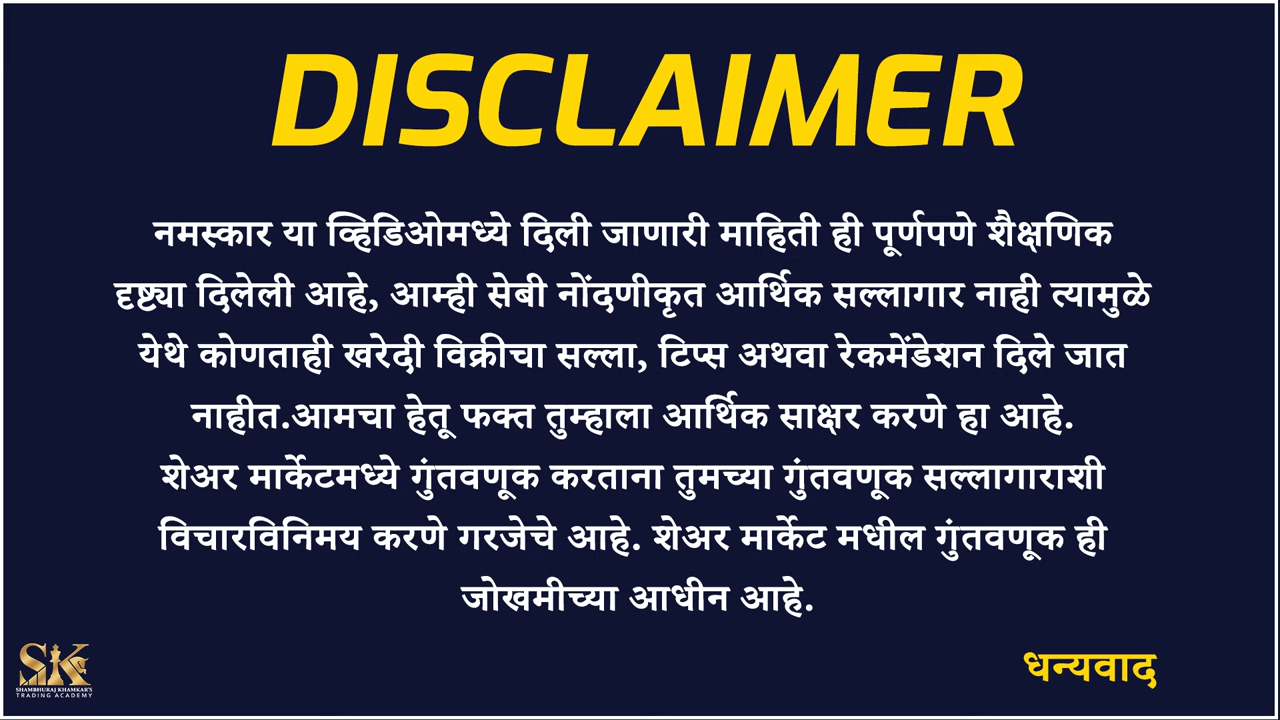 DISCLAIMER
नमस्कार या व्हिडिओमध्ये दिली जाणारी माहिती ही पूर्णपणे शैक्षणिक
दृष्ट्या दिलेली आहे, आम्ही सेबी नोंदणीकृत आर्थिक सल्लागार नाही त्यामुळे
येथे कोणताही खरेदी विक्रीचा सल्ला, टिप्स अथवा रेकमेंडेशन दिले जात
नाहीत.आमचा हेतू फक्त तुम्हाला आर्थिक साक्षर करणे हा आहे.
शेअर मार्केटमध्ये गुंतवणूक करताना तुमच्या गुंतवणूक सल्लागाराशी
विचारविनिमय करणे गरजेचे आहे. शेअर मार्केट मधील गुंतवणूक ही
जोखमीच्या आधीन आहे.
धन्यवाद
SK
SHAMBHURAJ KHAMKAR'S
TRADING ACADEMY